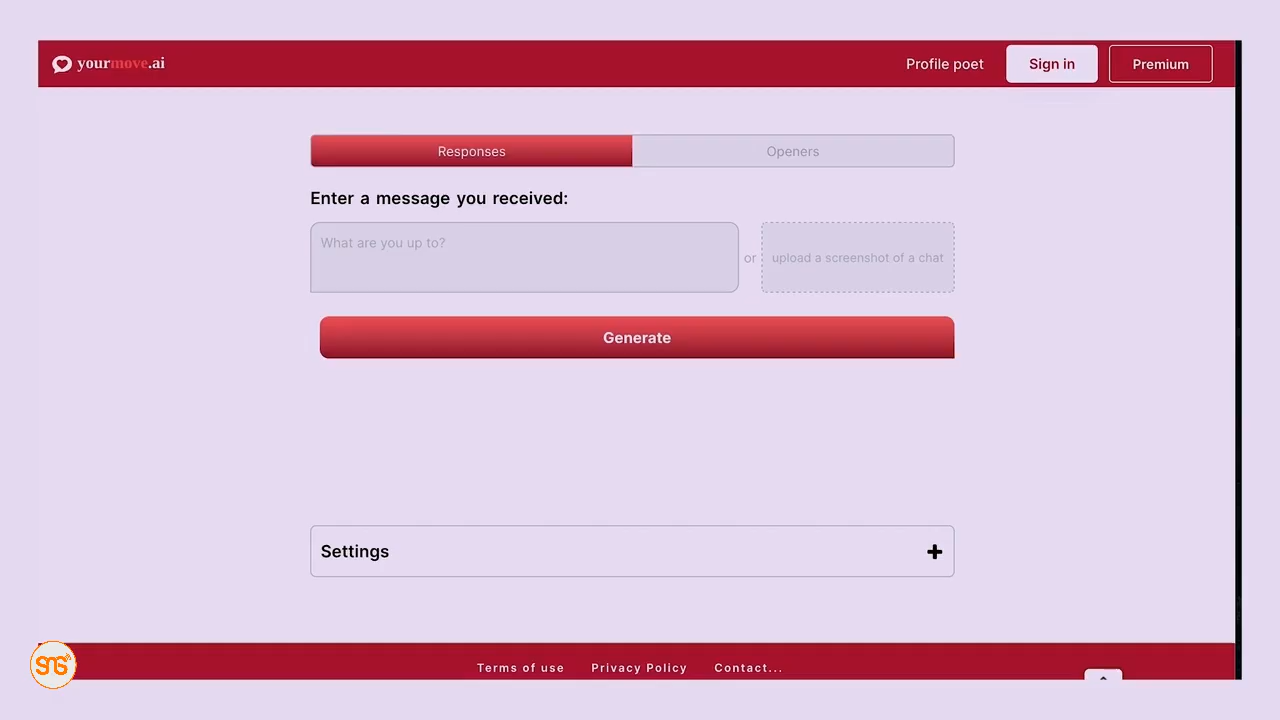 yourmove.ai
Profile poet
Sign in
Premium
Responses
Openers
Enter a message you received:
What are you up to?
or
upload a screenshot of a chat
Generate
Settings
SNS
Terms of use
Privacy Policy
Contact...